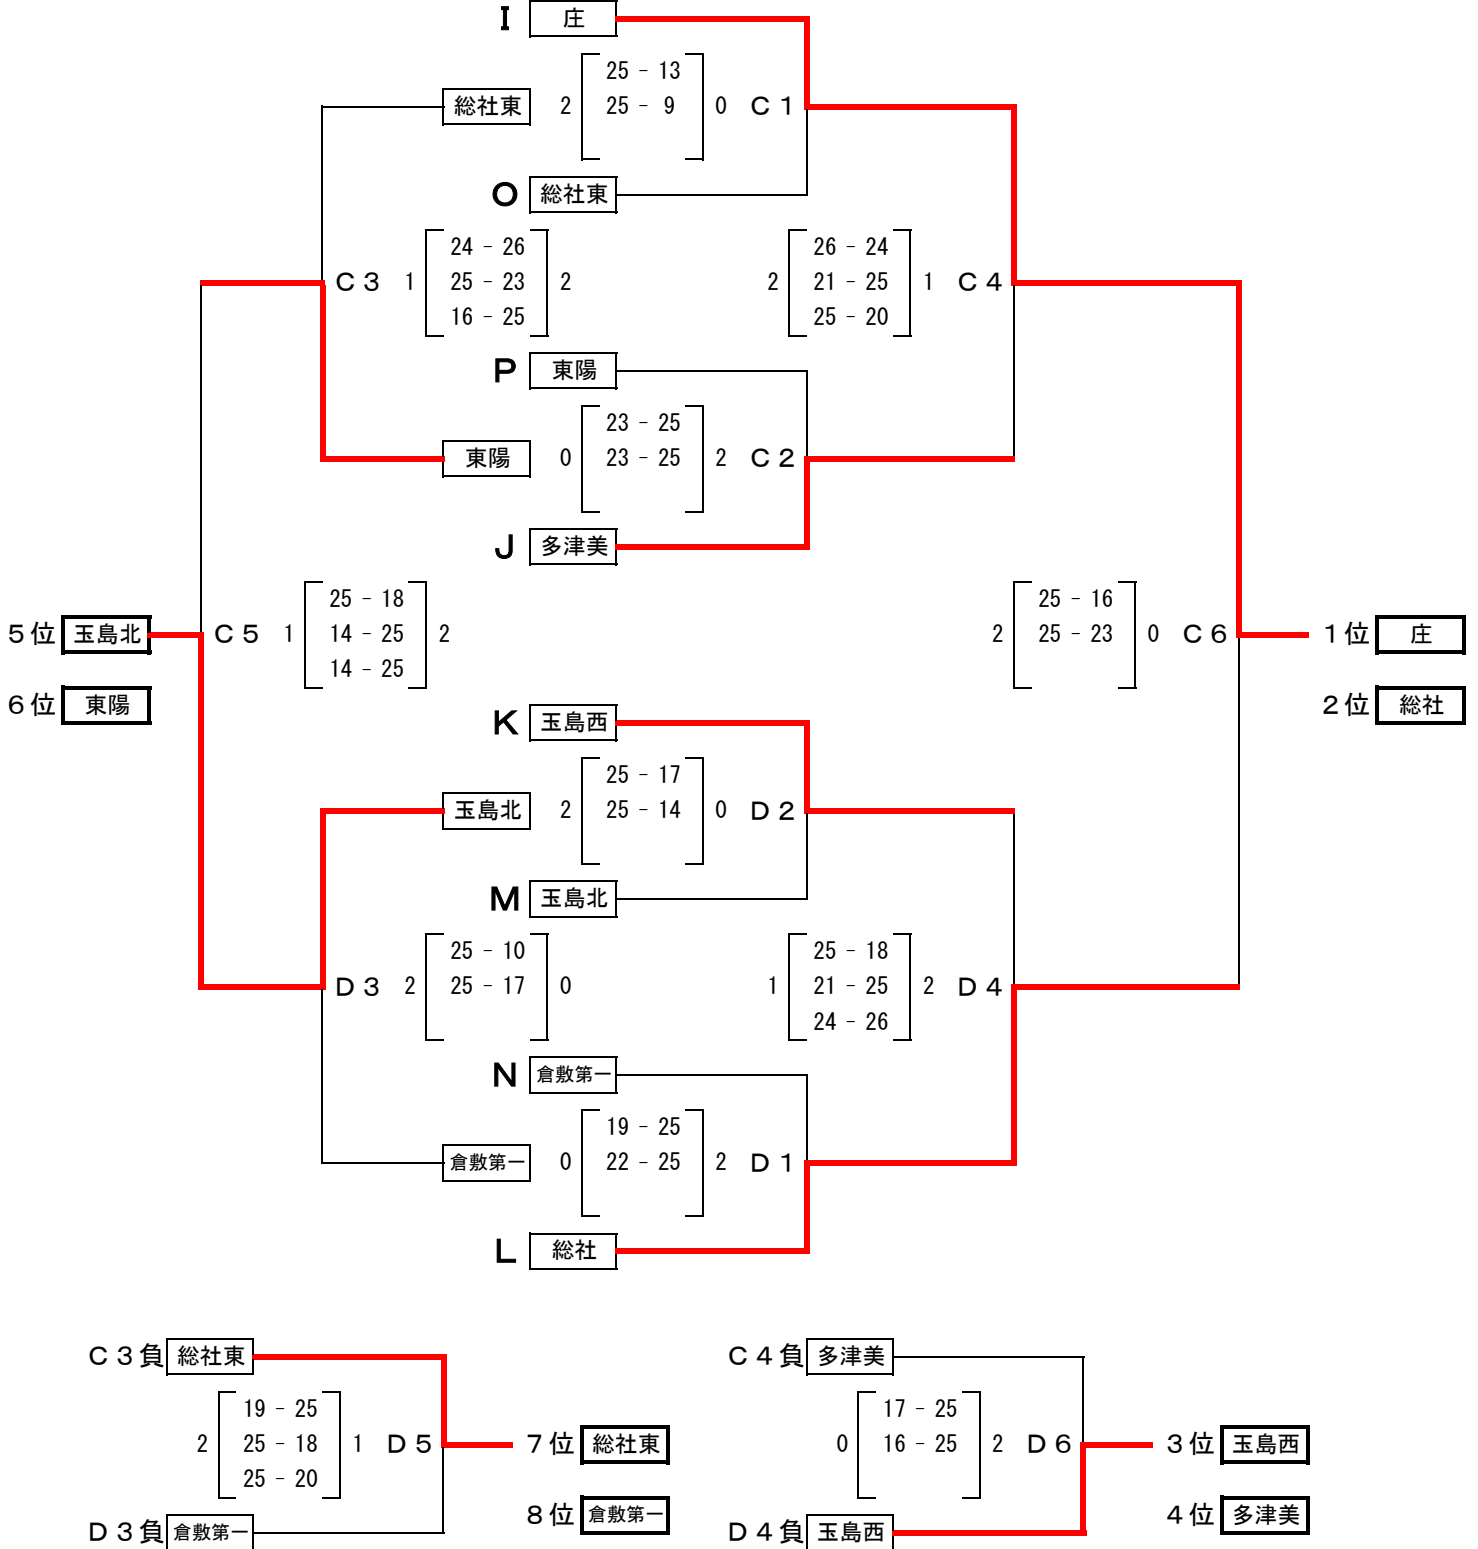 I 庄
25 - 13
総社東 2 25 - 9 0 C1
O 総社東
24 - 26 26 - 24
C3 1 25 - 23 2 2 21 - 25 1 C4
16 - 25 25 - 20
P 東陽
23 - 25
東陽 0 23 - 25 2 C2
J 多津美
25 - 18 25 - 16
5位 玉島北 C5 1 14 - 25 2 2 25 - 23 0 C6 1位 庄
14 - 25
6位 東陽 K 玉島西 2位 総社
25 - 17
玉島北 2 25 - 14 0 D2
M 玉島北
25 - 10 25 - 18
D3 2 25 - 17 0 1 21 - 25 2 D4
24 - 26
N 倉敷第一
19 - 25
倉敷第一 0 22 - 25 2 D1
L 総社
C3負 総社東 C4負 多津美
19 - 25 17 - 25
2 25 - 18 1 D5 7位 総社東 0 16 - 25 2 D6 3位 玉島西
25 - 20
8位 倉敷第一 4位 多津美
D3負 倉敷第一 D4負 玉島西